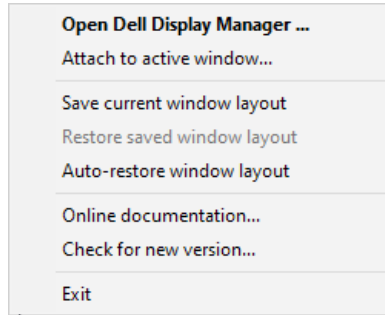 Open Dell Display Manager ...
Attach to active window...
Save current window layout
Restore saved window layout
Auto-restore window layout
Online documentation...
Check for new version...
Exit